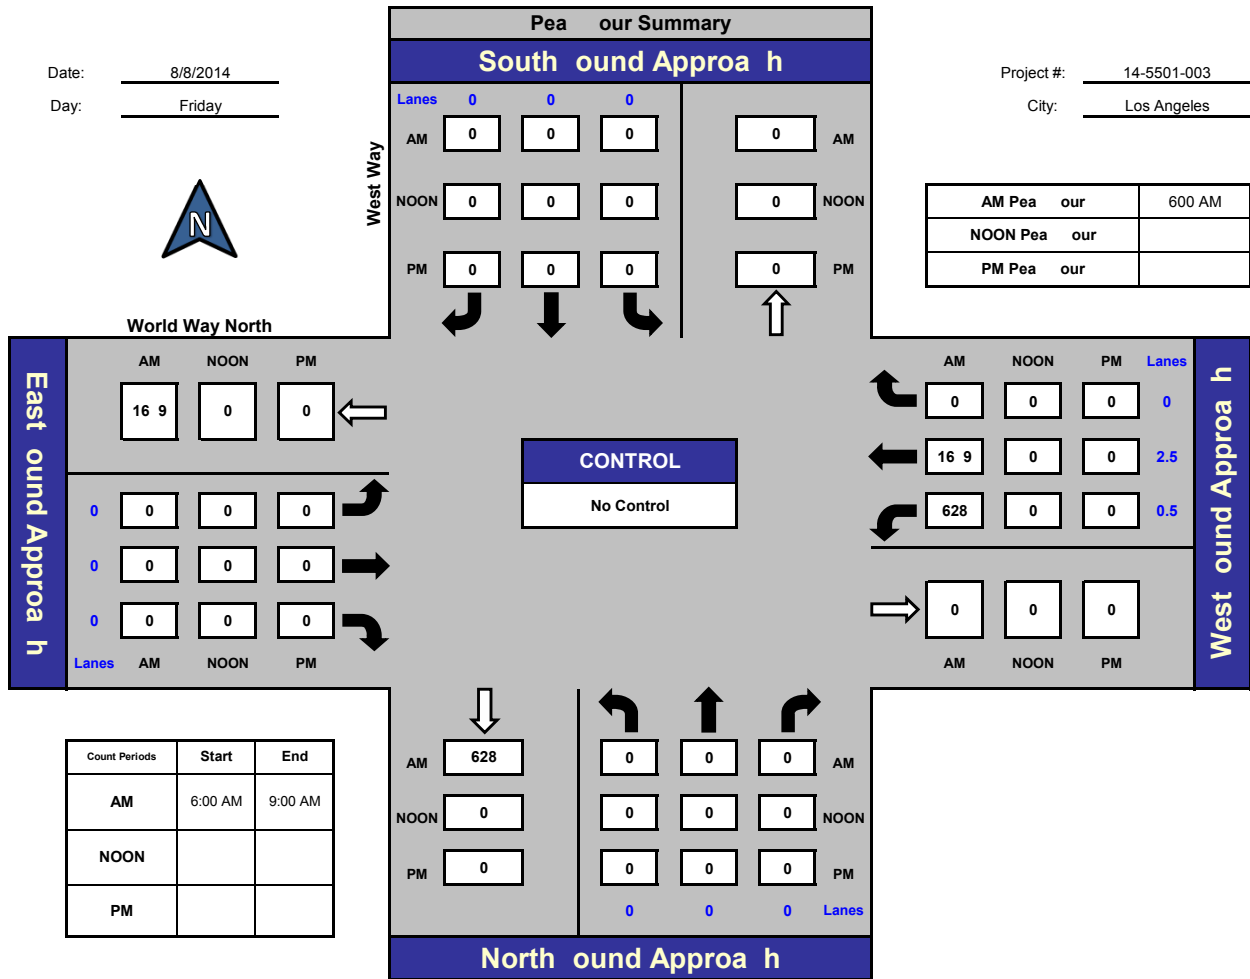 Pea our Summary
South ound Approa h
Date: 8/8/2014
Day: Friday
Project #: 14-5501-003
City: Los Angeles
N
West Way
Lanes 0 0 0
AM 0 0 0 0 AM
NOON 0 0 0 0 NOON
PM 0 0 0 0 PM
AM Pea our 600 AM
NOON Pea our
PM Pea our
World Way North
East ound Approa h
AM NOON PM
16 9 0 0
0 0 0 0
0 0 0 0
0 0 0 0
Lanes AM NOON PM
CONTROL
No Control
AM NOON PM Lanes
0 0 0 0
16 9 0 0 2.5
628 0 0 0.5
0 0 0
AM NOON PM
West ound Approa h
Count Periods Start End
AM 6:00 AM 9:00 AM
NOON
PM
AM 628 0 0 0 AM
NOON 0 0 0 0 NOON
PM 0 0 0 0 PM
0 0 0 Lanes
North ound Approa h